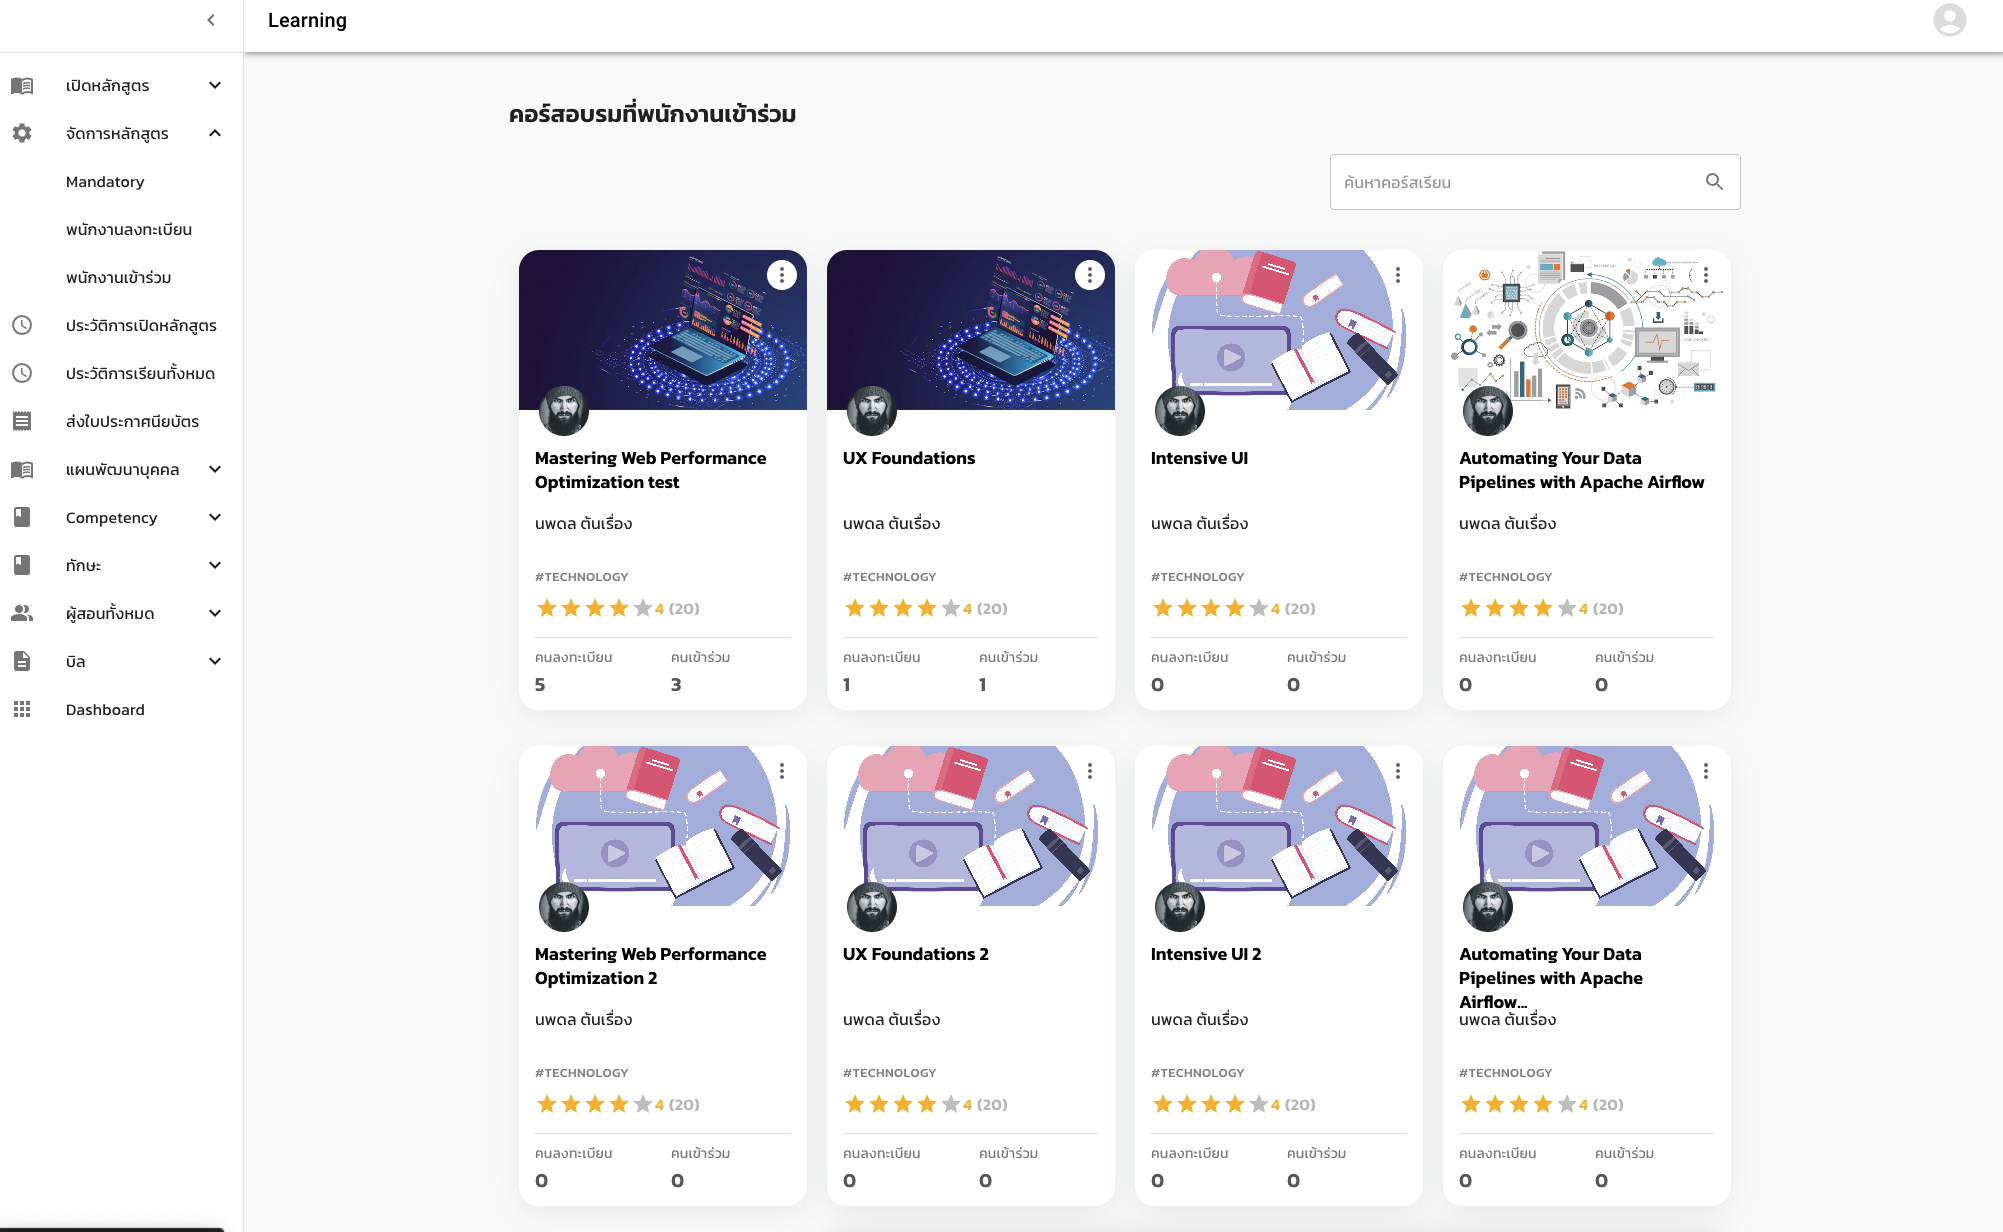 Learning
เปิดหลักสูตร
จัดการหลักสูตร
Mandatory
พนักงานลงทะเบียน
พนักงานเข้าร่วม
ประวัติการเปิดหลักสูตร
ประวัติการเรียนทั้งหมด
ส่งใบประกาศนียบัตร
แผนพัฒนาบุคคล
Competency
ทักษะ
ผู้สอนทั้งหมด
บิล
Dashboard
คอร์สอบรมที่พนักงานเข้าร่วม
ค้นหาคอร์สเรียน
Mastering Web Performance
Optimization test
นพดล ต้นเรื่อง
#TECHNOLOGY
4 (20)
คนลงทะเบียน คนเข้าร่วม
5 3
UX Foundations
นพดล ต้นเรื่อง
#TECHNOLOGY
4 (20)
คนลงทะเบียน คนเข้าร่วม
1 1
Intensive UI
นพดล ต้นเรื่อง
#TECHNOLOGY
4 (20)
คนลงทะเบียน คนเข้าร่วม
0 0
Automating Your Data
Pipelines with Apache Airflow
นพดล ต้นเรื่อง
#TECHNOLOGY
4 (20)
คนลงทะเบียน คนเข้าร่วม
0 0
Mastering Web Performance
Optimization 2
นพดล ต้นเรื่อง
#TECHNOLOGY
4 (20)
คนลงทะเบียน คนเข้าร่วม
0 0
UX Foundations 2
นพดล ต้นเรื่อง
#TECHNOLOGY
4 (20)
คนลงทะเบียน คนเข้าร่วม
0 0
Intensive UI 2
นพดล ต้นเรื่อง
#TECHNOLOGY
4 (20)
คนลงทะเบียน คนเข้าร่วม
0 0
Automating Your Data
Pipelines with Apache
Airflow...
นพดล ต้นเรื่อง
#TECHNOLOGY
4 (20)
คนลงทะเบียน คนเข้าร่วม
0 0